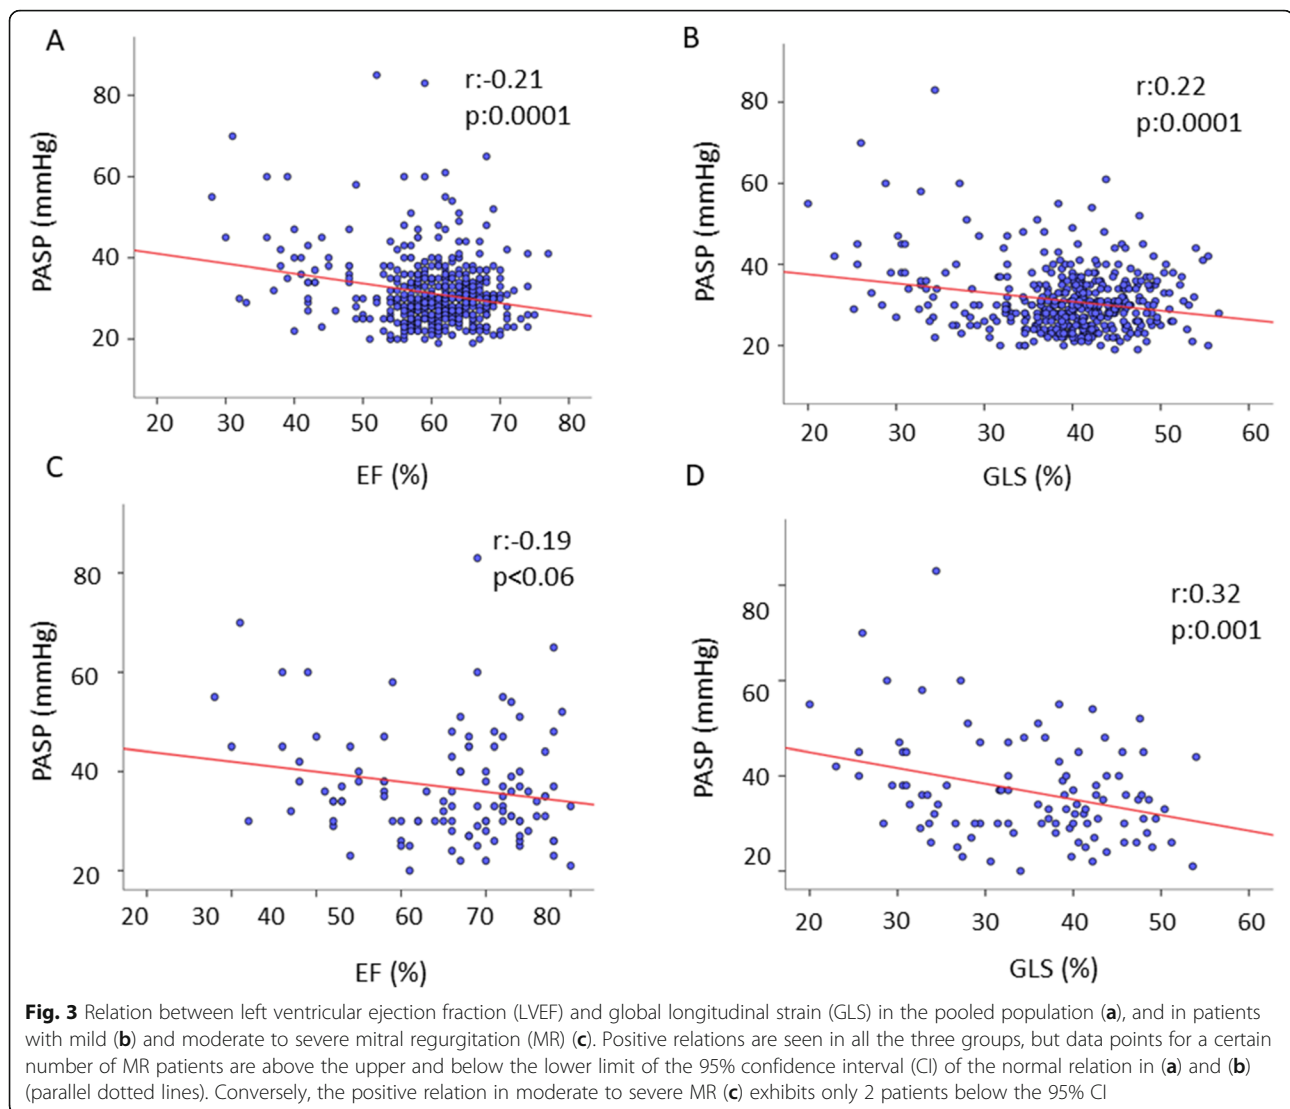 A
r:-0.21
p:0.0001
PASP (mmHg)
80
60
40
20
20 30 40 50 60 70 80
EF (%)
B
r:0.22
p:0.0001
PASP (mmHg)
80
60
40
20
20 30 30 40 50 60
GLS (%)
C
r:-0.19
p<0.06
PASP (mmHg)
80
60
40
20
20 30 40 50 60 70 80
EF (%)
D
r:0.32
p:0.001
PASP (mmHg)
80
60
40
20
20 30 30 40 50 60
GLS (%)
Fig. 3 Relation between left ventricular ejection fraction (LVEF) and global longitudinal strain (GLS) in the pooled population (a), and in patients
with mild (b) and moderate to severe mitral regurgitation (MR) (c). Positive relations are seen in all the three groups, but data points for a certain
number of MR patients are above the upper and below the lower limit of the 95% confidence interval (CI) of the normal relation in (a) and (b)
(parallel dotted lines). Conversely, the positive relation in moderate to severe MR (c) exhibits only 2 patients below the 95% CI